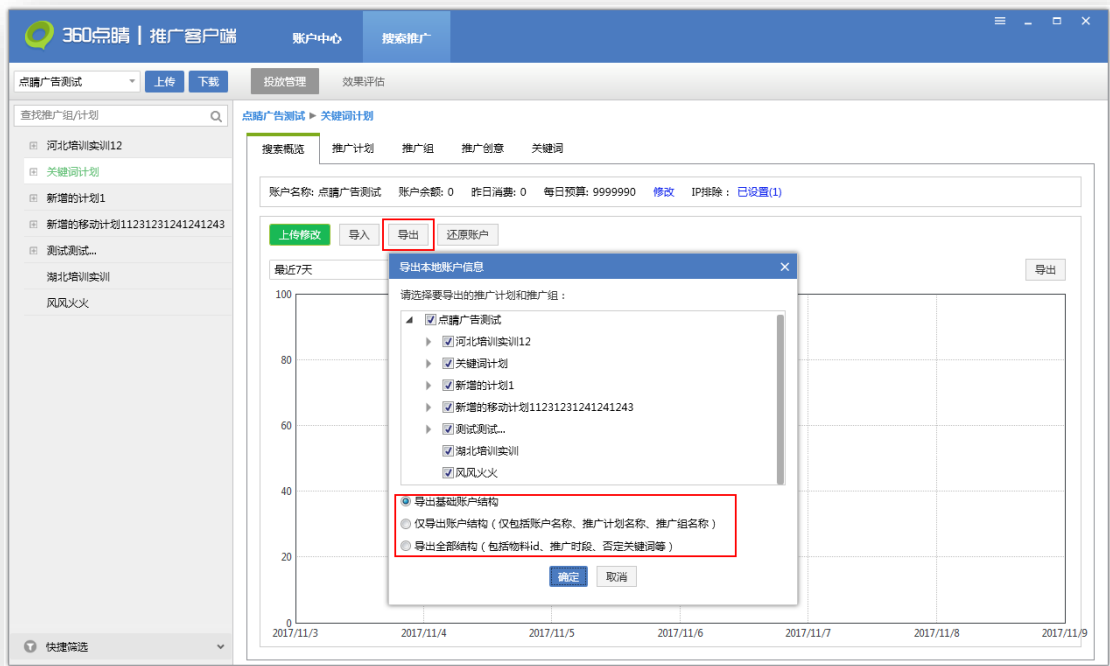 360点睛 | 推广客户端 账户中心 搜索推广
点睛广告测试 上传 下载 投放管理 效果评估
查找推广组/计划
河北培训实训12
关键词计划
新增的计划1
新增的移动计划11231231241241243
测试测试...
湖北培训实训
风风火火
快捷筛选
点睛广告测试 ▶ 关键词计划
搜索概览 推广计划 推广组 推广创意 关键词
账户名称: 点睛广告测试 账户余额: 0 昨日消费: 0 每日预算: 9999990 修改 IP排除： 已设置(1)
上传修改 导入 导出 还原账户
最近7天 导出
导出本地账户信息
请选择要导出的推广计划和推广组：
点睛广告测试
河北培训实训12
关键词计划
新增的计划1
新增的移动计划11231231241241243
测试测试...
湖北培训实训
风风火火
导出基础账户结构
仅导出账户结构（仅包括账户名称、推广计划名称、推广组名称）
导出全部结构（包括物料id、推广时段、否定关键词等）
确定 取消
100
80
60
40
20
0
2017/11/3 2017/11/4 2017/11/5 2017/11/6 2017/11/7 2017/11/8 2017/11/9